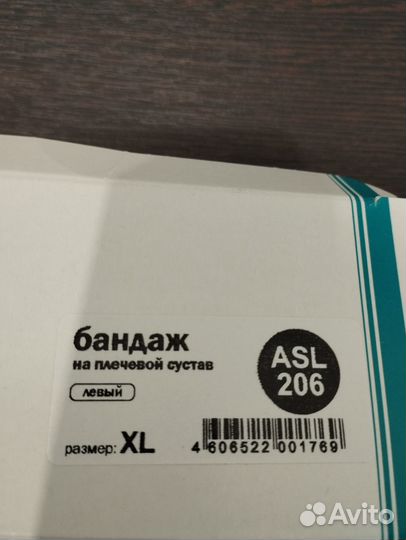 бандаж
на плечевой сустав
левый
размер: XL
ASL
206
4 606522 001769
Avito